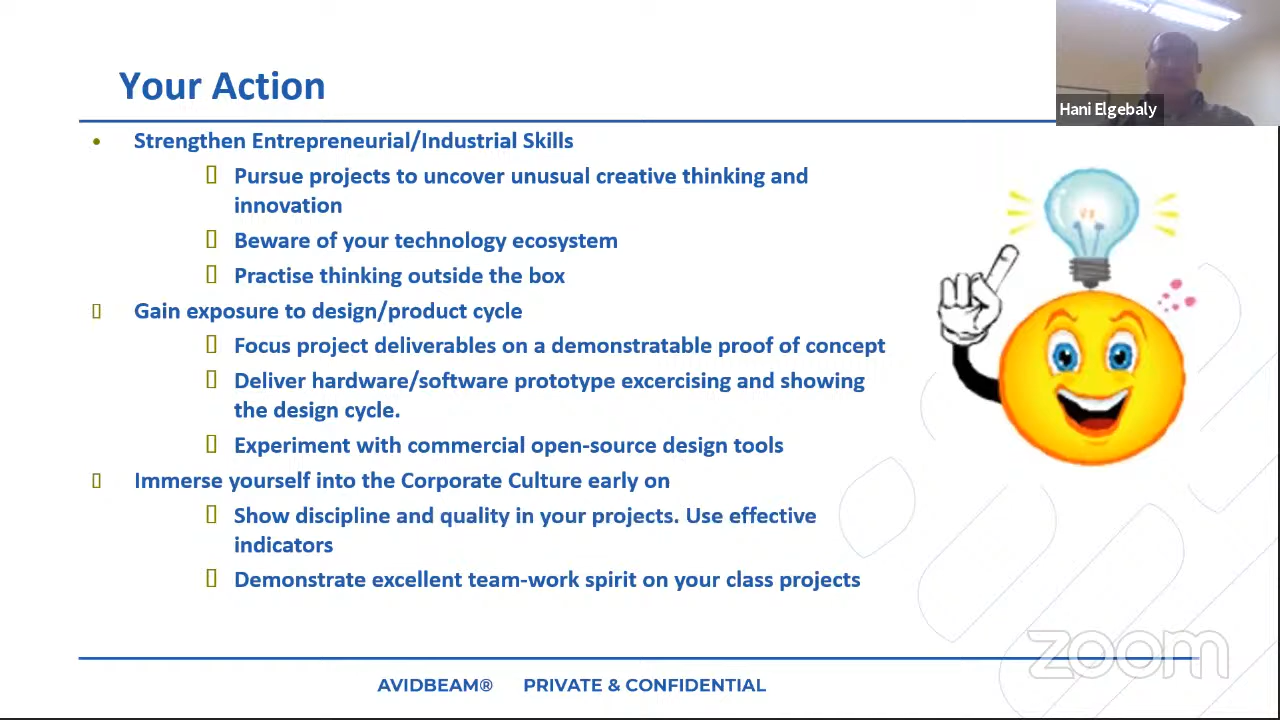 Your Action
Hani Elgebaly
• Strengthen Entrepreneurial/Industrial Skills
Pursue projects to uncover unusual creative thinking and
innovation
Beware of your technology ecosystem
Practise thinking outside the box
Gain exposure to design/product cycle
Focus project deliverables on a demonstratable proof of concept
Deliver hardware/software prototype excercising and showing
the design cycle.
Experiment with commercial open-source design tools
Immerse yourself into the Corporate Culture early on
Show discipline and quality in your projects. Use effective
indicators
Demonstrate excellent team-work spirit on your class projects
zoom
AVIDBEAM® PRIVATE & CONFIDENTIAL